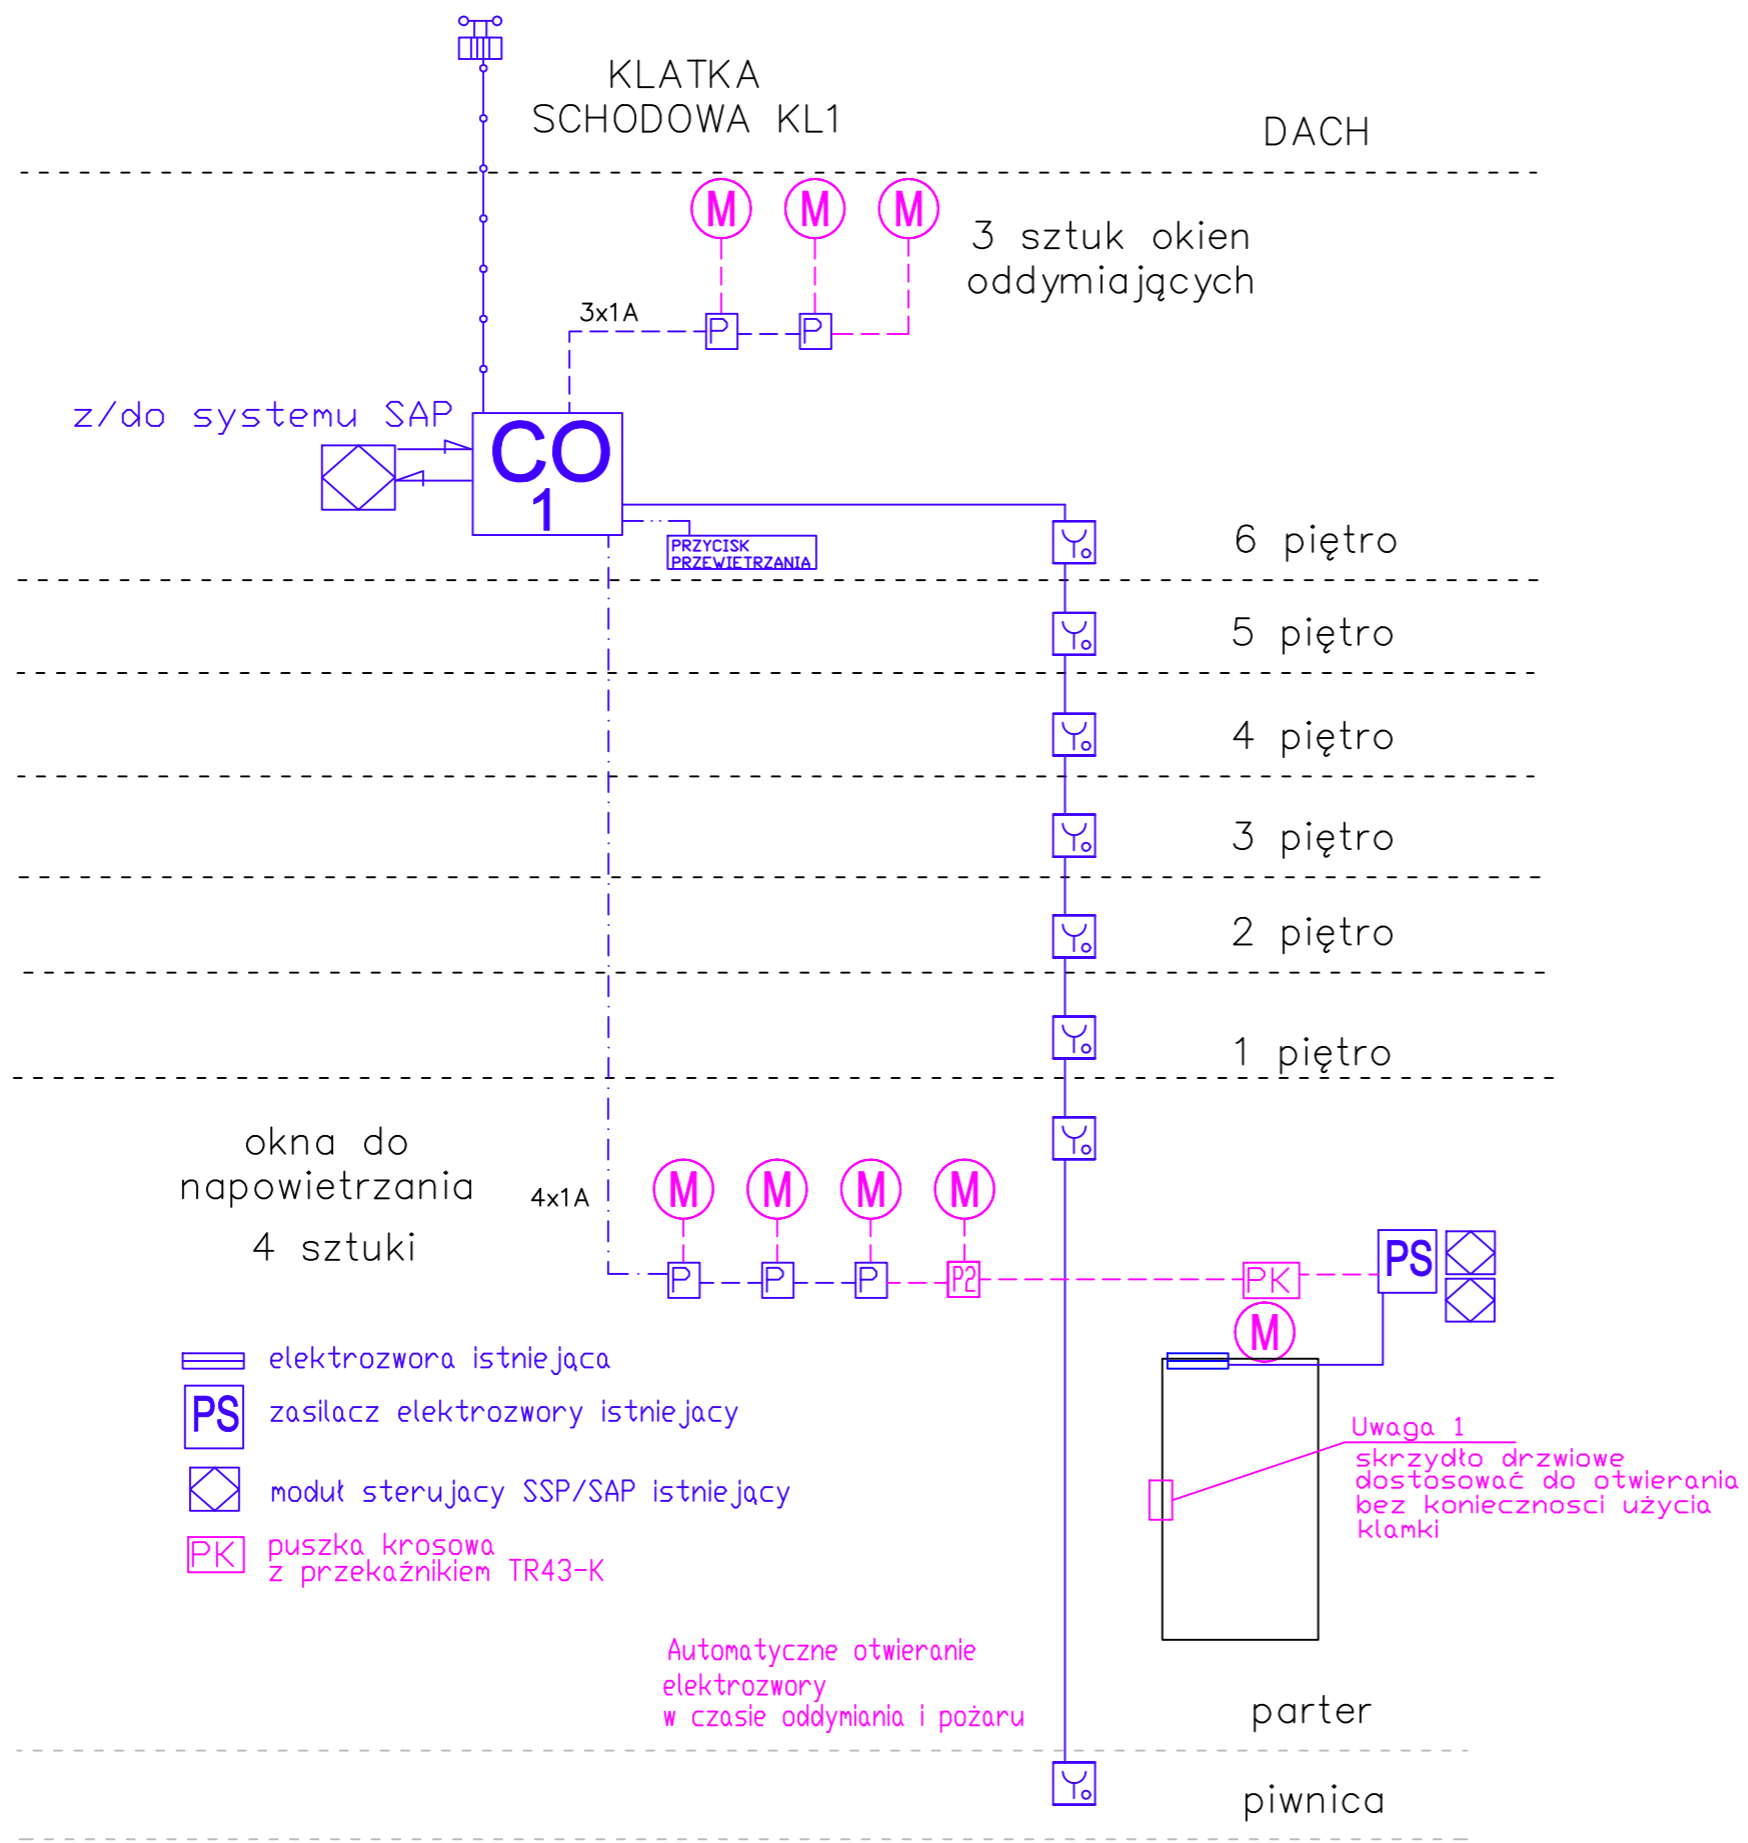 KLATKA
SCHODOWA KL1
DACH
M M M
3 sztuk okien
oddymiających
3x1A
P P
z/do systemu SAP
CO
1
PRZYCISK
PRZEWIETRZANIA
6 piętro
5 piętro
4 piętro
3 piętro
2 piętro
1 piętro
okna do
napowietrzania
4 sztuki
4x1A
M M M M
P P P P2
PK
PS
M
elektrozwora istniejąca
PS
zasilacz elektrozwory istniejacy
moduł sterujacy SSP/SAP istniejący
PK
puszka krosowa
z przekaźnikiem TR43-K
Uwaga 1
skrzydło drzwiowe
dostosować do otwierania
bez koniecznosci użycia
klamki
Automatyczne otwieranie
elektrozwory
w czasie oddymiania i pożaru
parter
piwnica